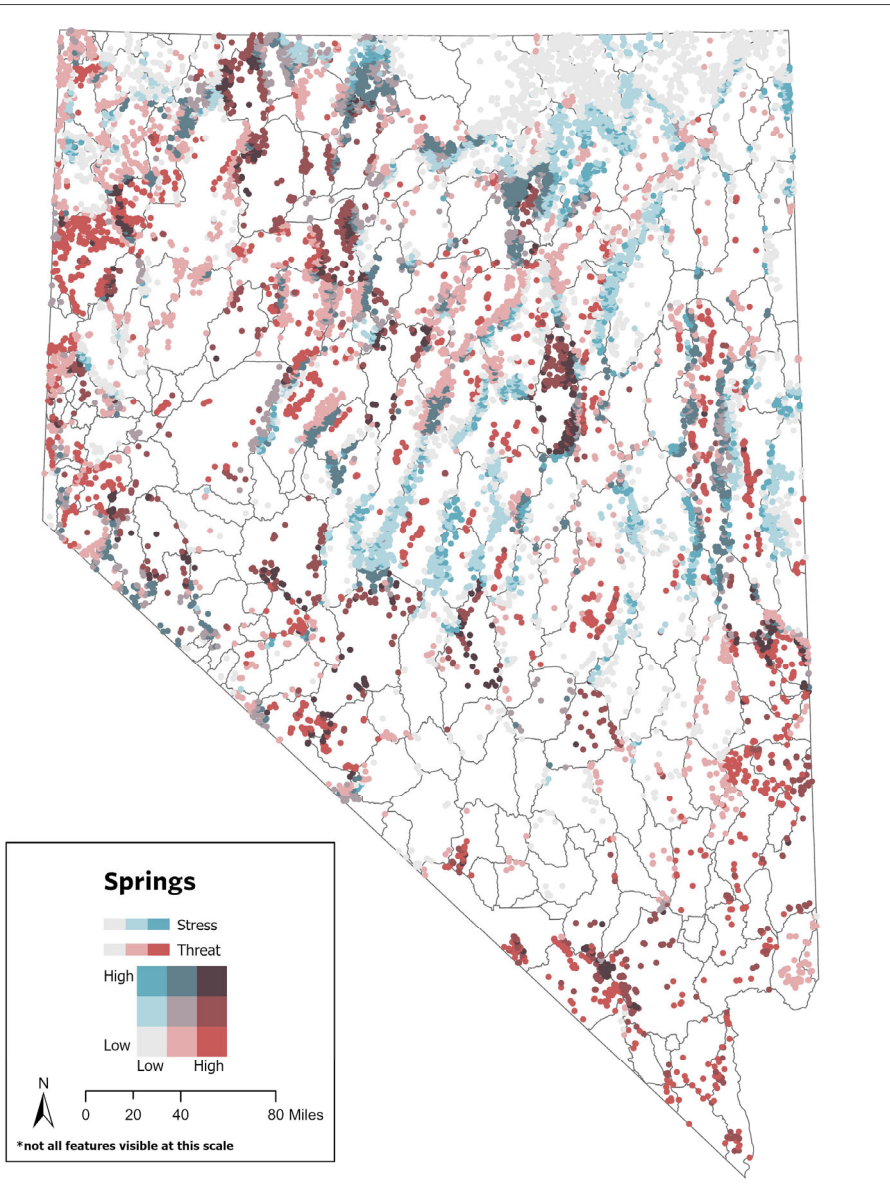 Springs
Stress
Threat
High
Low
Low High
N
0 20 40 80 Miles
*not all features visible at this scale